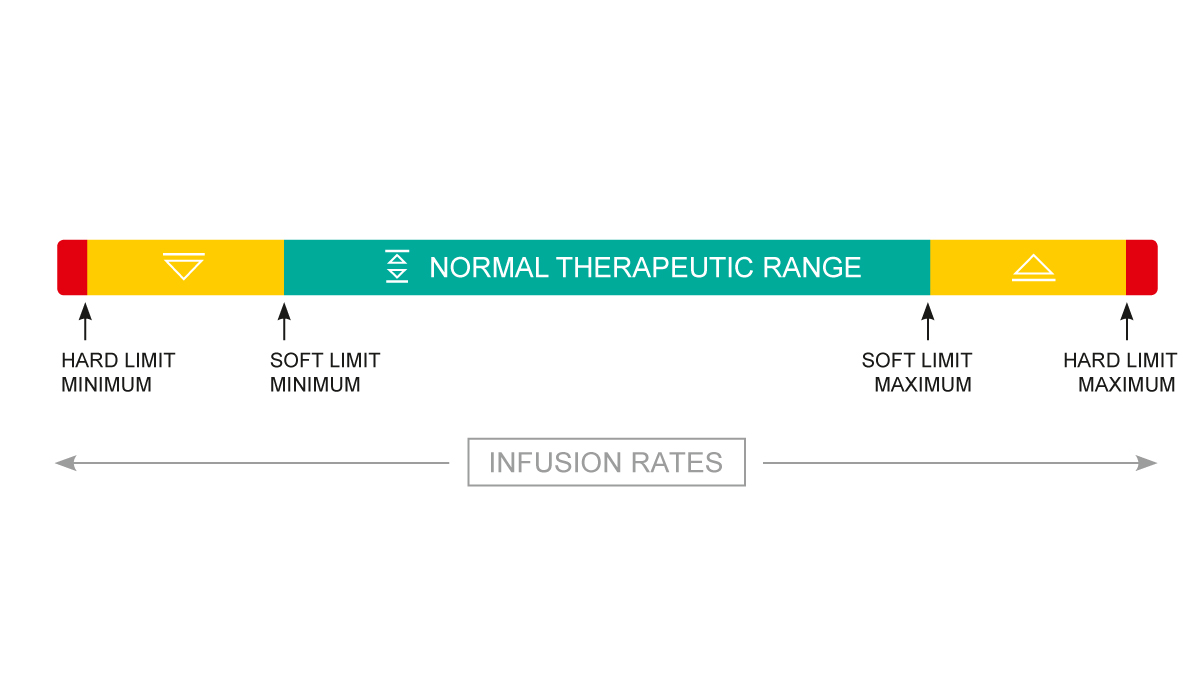 NORMAL THERAPEUTIC RANGE
HARD LIMIT
MINIMUM
SOFT LIMIT
MINIMUM
SOFT LIMIT
MAXIMUM
HARD LIMIT
MAXIMUM
INFUSION RATES